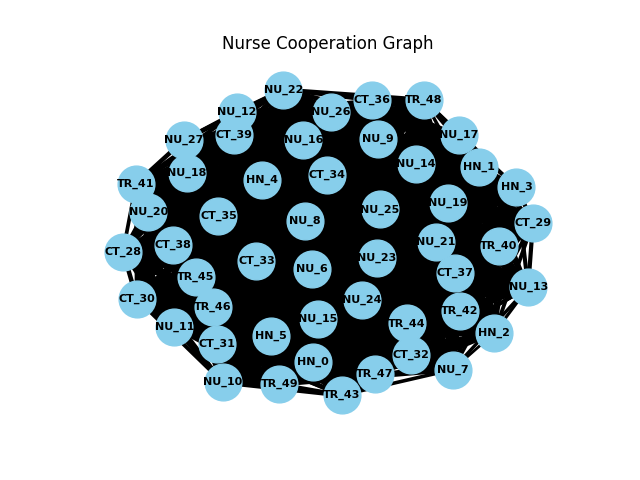 Nurse Cooperation Graph
NU_22
CT_36
TR_48
NU_12
NU_26
CT_39
NU_17
NU_27
NU_16
NU_9
NU_14
HN_1
NU_18
CT_34
HN_4
TR_41
HN_3
NU_19
NU_20
NU_25
CT_35
NU_8
CT_29
NU_21
CT_38
TR_40
CT_28
NU_23
CT_33
NU_6
CT_37
TR_45
NU_13
CT_30
NU_24
TR_46
TR_42
NU_15
TR_44
NU_11
HN_2
HN_5
CT_31
CT_32
HN_0
NU_7
TR_47
NU_10
TR_49
TR_43